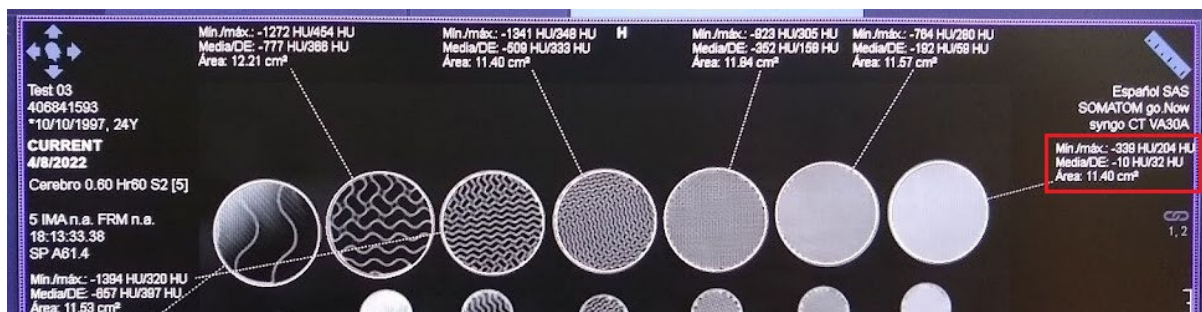 Mín./máx.: -1272 HU/454 HU
Media/DE: -777 HU/366 HU
Área: 12.21 cm²
Mín./máx.: -1341 HU/348 HU
Media/DE: -509 HU/333 HU
Área: 11.40 cm²
H
Mín./máx.: -923 HU/305 HU
Media/DE: -352 HU/158 HU
Área: 11.84 cm²
Mín./máx.: -764 HU/280 HU
Media/DE: -192 HU/59 HU
Área: 11.57 cm²
Test 03
406841593
*10/10/1997, 24Y
CURRENT
4/8/2022
Cerebro 0.60 Hr60 S2 [5]
5 IMA n.a. FRM n.a.
18:13:33.38
SP A61.4
Mín./máx.: -1394 HU/320 HU
Media/DE: -657 HU/397 HU
Área: 11.53 cm²
Español SAS
SOMATOM go.Now
syngo CT VA30A
Mín./máx.: -339 HU/204 HU
Media/DE: -10 HU/32 HU
Área: 11.40 cm²
1, 2